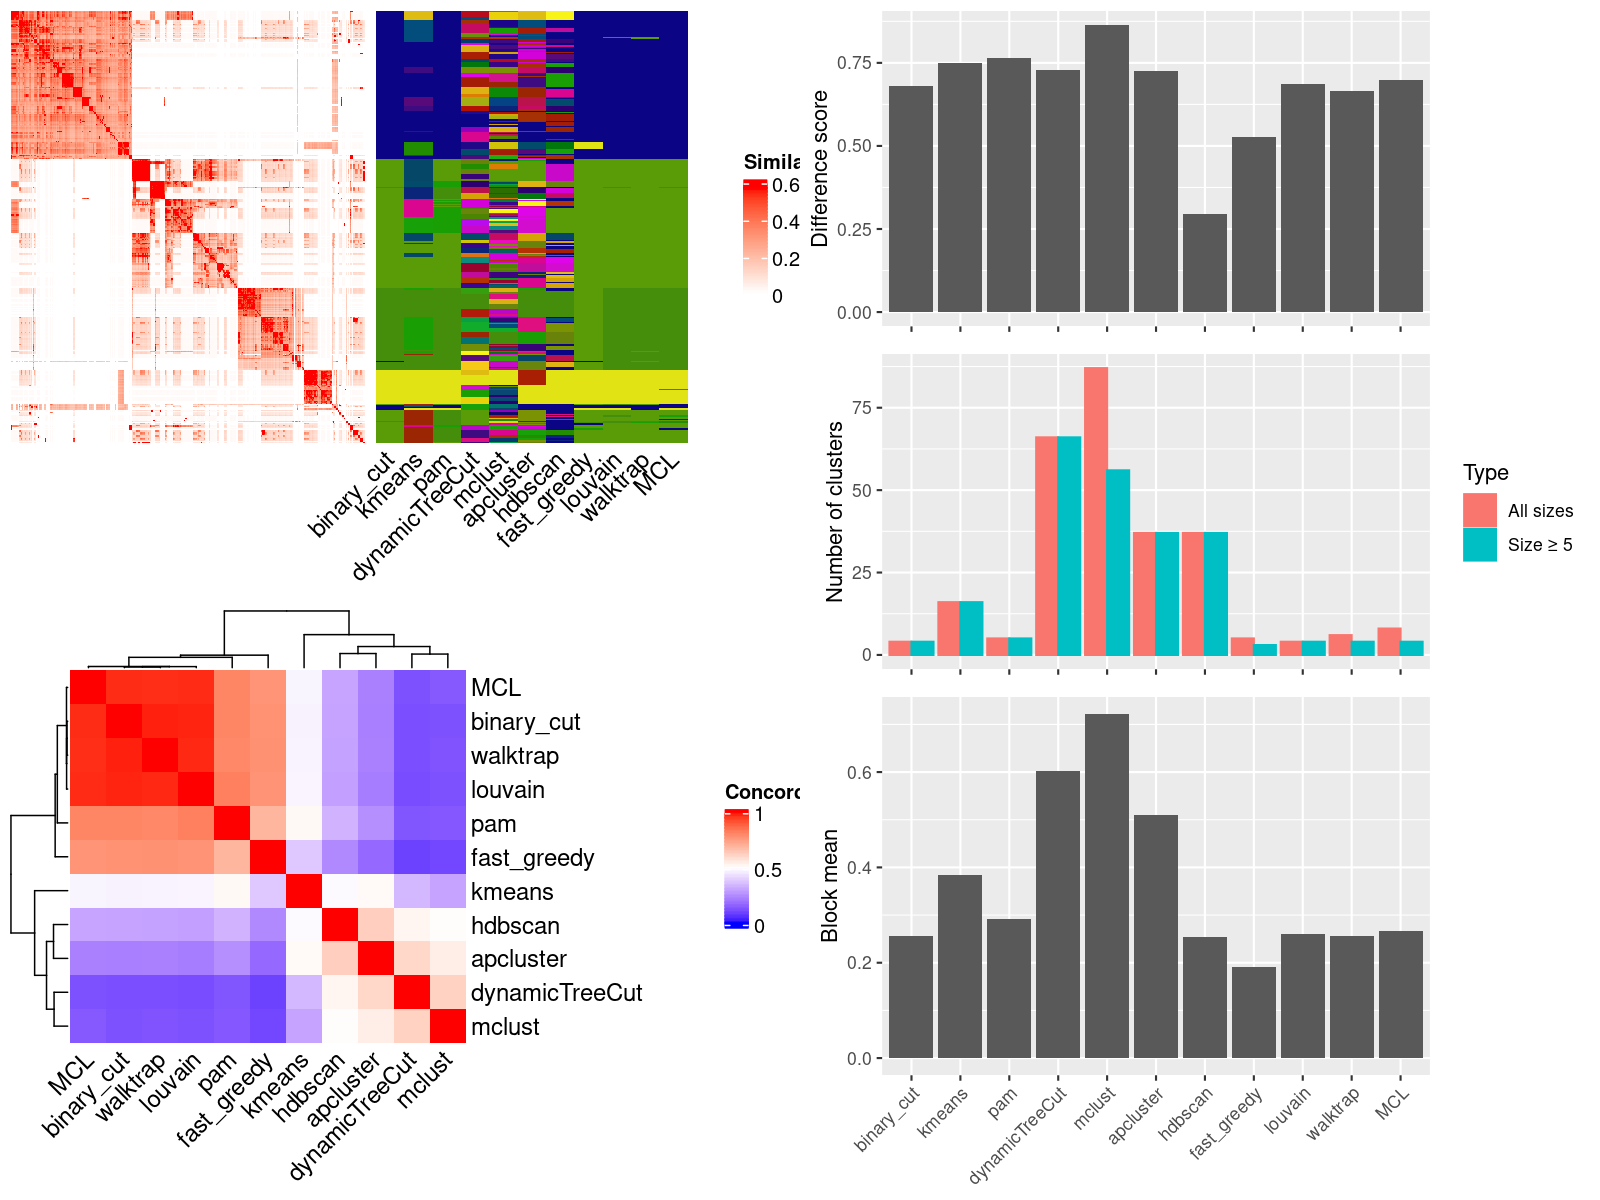 Simila
0.6
0.4
0.2
0
binary_cut
kmeans
pam
dynamicTreeCut
mclust
apcluster
hdbscan
fast_greedy
louvain
walktrap
MCL
MCL
binary_cut
walktrap
louvain
pam
fast_greedy
kmeans
hdbscan
apcluster
dynamicTreeCut
mclust
MCL
binary_cut
walktrap
louvain
pam
fast_greedy
kmeans
hdbscan
apcluster
dynamicTreeCut
mclust
Concord
1
0.5
0
Difference score
0.75
0.50
0.25
0.00
Number of clusters
75
50
25
0
Type
All sizes
Size ≥ 5
Block mean
0.6
0.4
0.2
0.0
binary_cut
kmeans
pam
dynamicTreeCut
mclust
apcluster
hdbscan
fast_greedy
louvain
walktrap
MCL